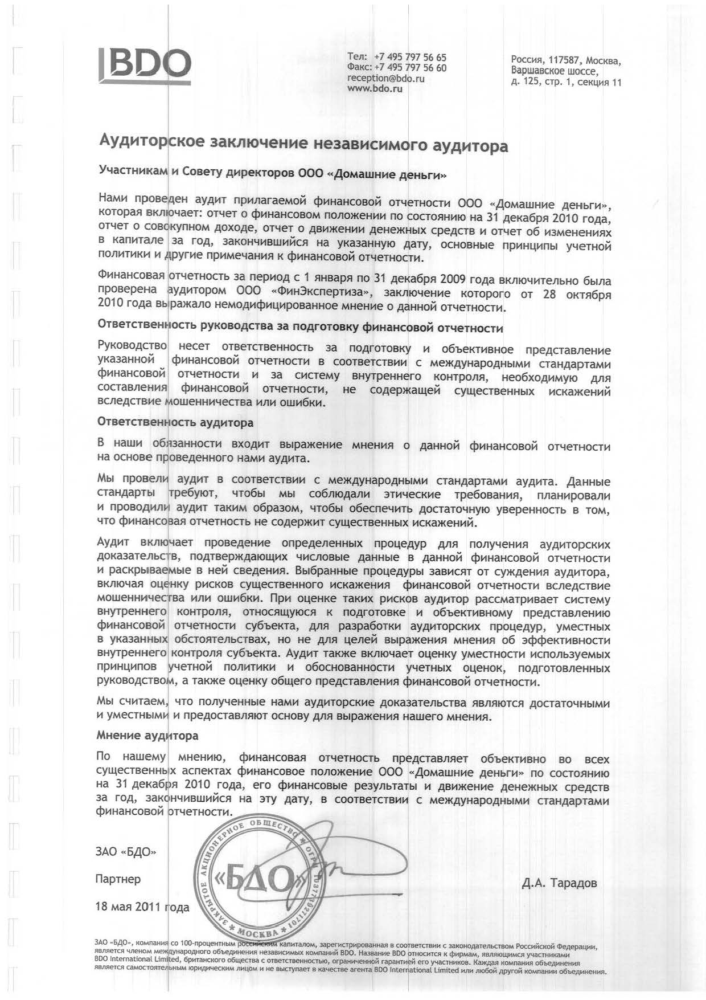 BDO
Тел: +7 495 797 56 65
Факс: +7 495 797 56 60
reception@bdo.ru
www.bdo.ru
Россия, 117587, Москва,
Варшавское шоссе,
д. 125, стр. 1, секция 11
Аудиторское заключение независимого аудитора
Участникам и Совету директоров ООО «Домашние деньги»
Нами проведен аудит прилагаемой финансовой отчетности ООО «Домашние деньги»,
которая включает: отчет о финансовом положении по состоянию на 31 декабря 2010 года,
отчет о совокупном доходе, отчет о движении денежных средств и отчет об изменениях
в капитале за год, закончившийся на указанную дату, основные принципы учетной
политики и другие примечания к финансовой отчетности.
Финансовая отчетность за период с 1 января по 31 декабря 2009 года включительно была
проверена аудитором ООО «ФинЭкспертиза», заключение которого от 28 октября
2010 года выражало немодифицированное мнение о данной отчетности.
Ответственность руководства за подготовку финансовой отчетности
Руководство несет ответственность за подготовку и объективное представление
указанной финансовой отчетности в соответствии с международными стандартами
финансовой отчетности и за систему внутреннего контроля, необходимую для
составления финансовой отчетности, не содержащей существенных искажений
вследствие мошенничества или ошибки.
Ответственность аудитора
В наши обязанности входит выражение мнения о данной финансовой отчетности
на основе проведенного нами аудита.
Мы провели аудит в соответствии с международными стандартами аудита. Данные
стандарты требуют, чтобы мы соблюдали этические требования, планировали
и проводили аудит таким образом, чтобы обеспечить достаточную уверенность в том,
что финансовая отчетность не содержит существенных искажений.
Аудит включает проведение определенных процедур для получения аудиторских
доказательств, подтверждающих числовые данные в данной финансовой отчетности
и раскрываемые в ней сведения. Выбранные процедуры зависят от суждения аудитора,
включая оценку рисков существенного искажения финансовой отчетности вследствие
мошенничества или ошибки. При оценке таких рисков аудитор рассматривает систему
внутреннего контроля, относящуюся к подготовке и объективному представлению
финансовой отчетности субъекта, для разработки аудиторских процедур, уместных
в указанных обстоятельствах, но не для целей выражения мнения об эффективности
внутреннего контроля субъекта. Аудит также включает оценку уместности используемых
принципов учетной политики и обоснованности учетных оценок, подготовленных
руководством, а также оценку общего представления финансовой отчетности.
Мы считаем, что полученные нами аудиторские доказательства являются достаточными
и уместными и предоставляют основу для выражения нашего мнения.
Мнение аудитора
По нашему мнению, финансовая отчетность представляет объективно во всех
существенных аспектах финансовое положение ООО «Домашние деньги» по состоянию
на 31 декабря 2010 года, его финансовые результаты и движение денежных средств
за год, закончившийся на эту дату, в соответствии с международными стандартами
финансовой отчетности.
ЗАКРЫТОЕ АКЦИОНЕРНОЕ ОБЩЕСТВО * ОГРН 1037739271701 * МОСКВА *
«БДО»
ЗАО «БДО»
Партнер
Д.А. Тарадов
18 мая 2011 года
ЗАО «БДО», компания со 100-процентным российским капиталом, зарегистрированная в соответствии с законодательством Российской Федерации,
является членом международного объединения независимых компаний BDO. Название BDO относится к фирмам, являющимся участниками
BDO International Limited, британского общества с ответственностью, ограниченной гарантией его участников. Каждая компания объединения
является самостоятельным юридическим лицом и не выступает в качестве агента BDO International Limited или любой другой компании объединения.